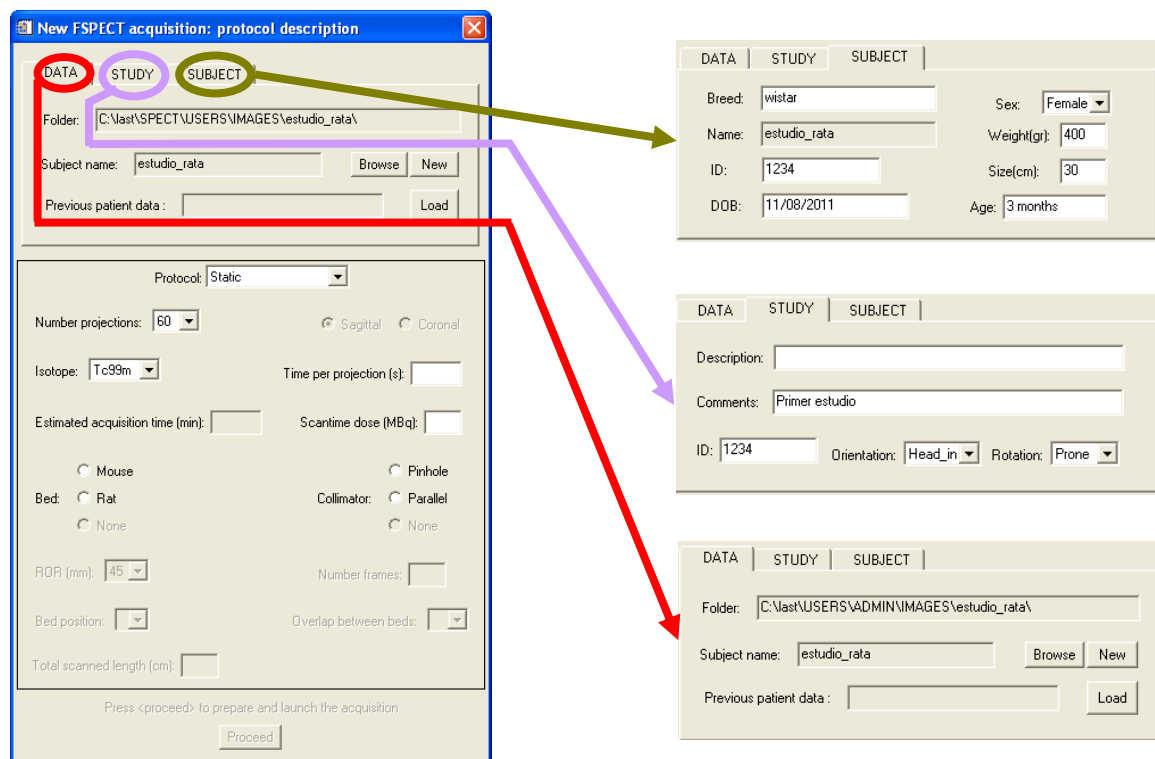 New FSPECT acquisition: protocol description
DATA STUDY SUBJECT
Folder: C:\last\SPECT\USERS\IMAGES\estudio_rata\
Subject name: estudio_rata Browse New
Previous patient data : Load
Protocol: Static
Number projections: 60 Sagittal Coronal
Isotope: Tc99m Time per projection (s):
Estimated acquisition time (min): Scantime dose (MBq):
Mouse Pinhole
Bed: Rat Collimator: Parallel
None None
ROR (mm): 45 Number frames:
Bed position: Overlap between beds:
Total scanned length (cm):
Press <proceed> to prepare and launch the acquisition
Proceed
DATA STUDY SUBJECT
Breed: wistar Sex: Female
Name: estudio_rata Weight(gr): 400
ID: 1234 Size(cm): 30
DOB: 11/08/2011 Age: 3 months
DATA STUDY SUBJECT
Description:
Comments: Primer estudio
ID: 1234 Orientation: Head_in Rotation: Prone
DATA STUDY SUBJECT
Folder: C:\last\USERS\ADMIN\IMAGES\estudio_rata\
Subject name: estudio_rata Browse New
Previous patient data : Load